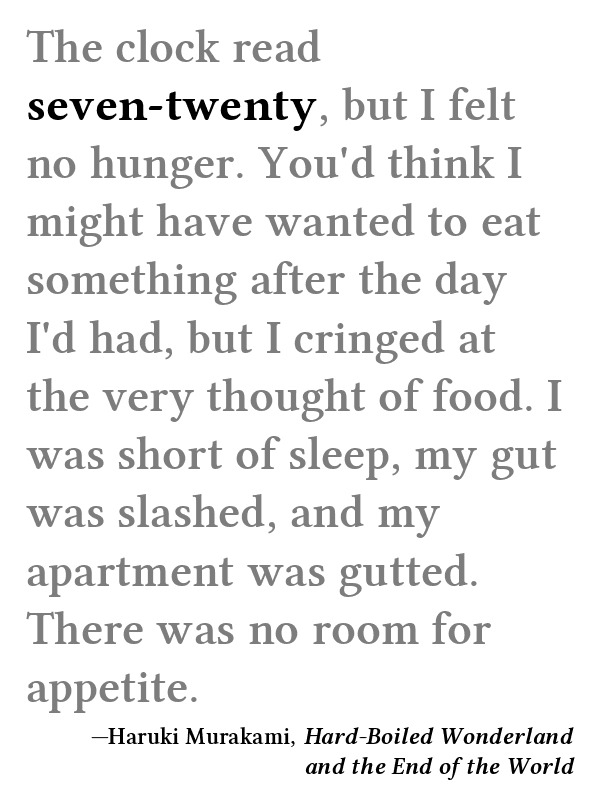 The clock read
seven-twenty, but I felt
no hunger. You'd think I
might have wanted to eat
something after the day
I'd had, but I cringed at
the very thought of food. I
was short of sleep, my gut
was slashed, and my
apartment was gutted.
There was no room for
appetite.
—Haruki Murakami, Hard-Boiled Wonderland
and the End of the World